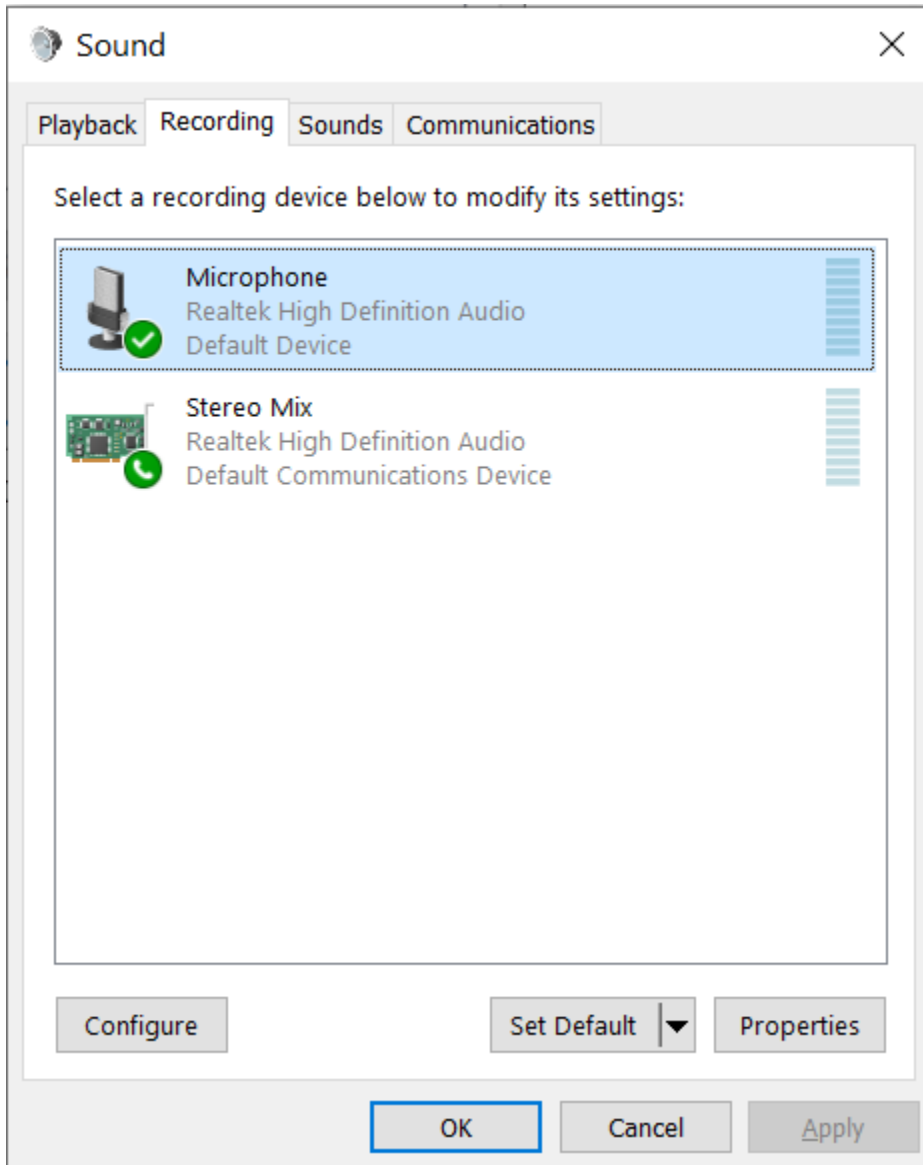 Sound
Playback Recording Sounds Communications
Select a recording device below to modify its settings:
Microphone
Realtek High Definition Audio
Default Device
Stereo Mix
Realtek High Definition Audio
Default Communications Device
Configure Set Default Properties
OK Cancel Apply